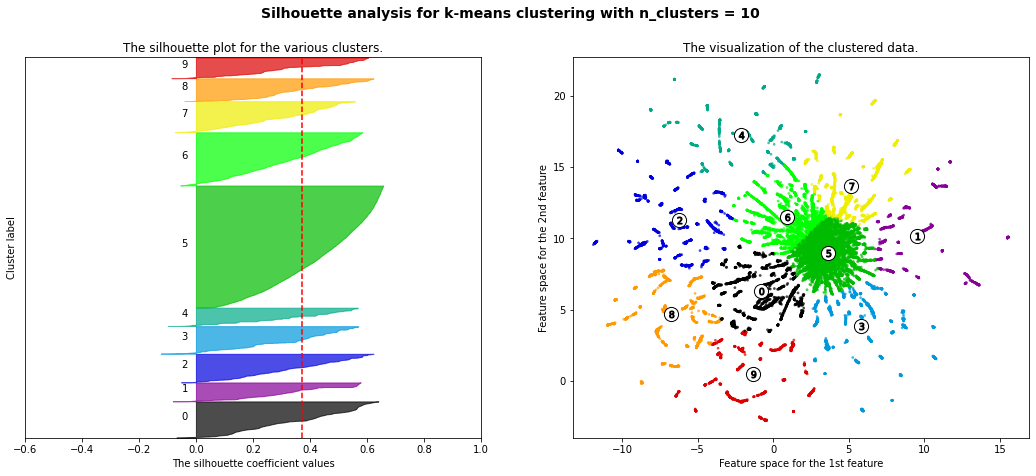 Silhouette analysis for k-means clustering with n_clusters = 10
The silhouette plot for the various clusters.
Cluster label
9
8
7
6
5
4
3
2
1
0
−0.6 −0.4 −0.2 0.0 0.2 0.4 0.6 0.8 1.0
The silhouette coefficient values
The visualization of the clustered data.
Feature space for the 2nd feature
20
15
10
5
0
4
7
2
6
1
5
0
8
3
9
−10 −5 0 5 10 15
Feature space for the 1st feature